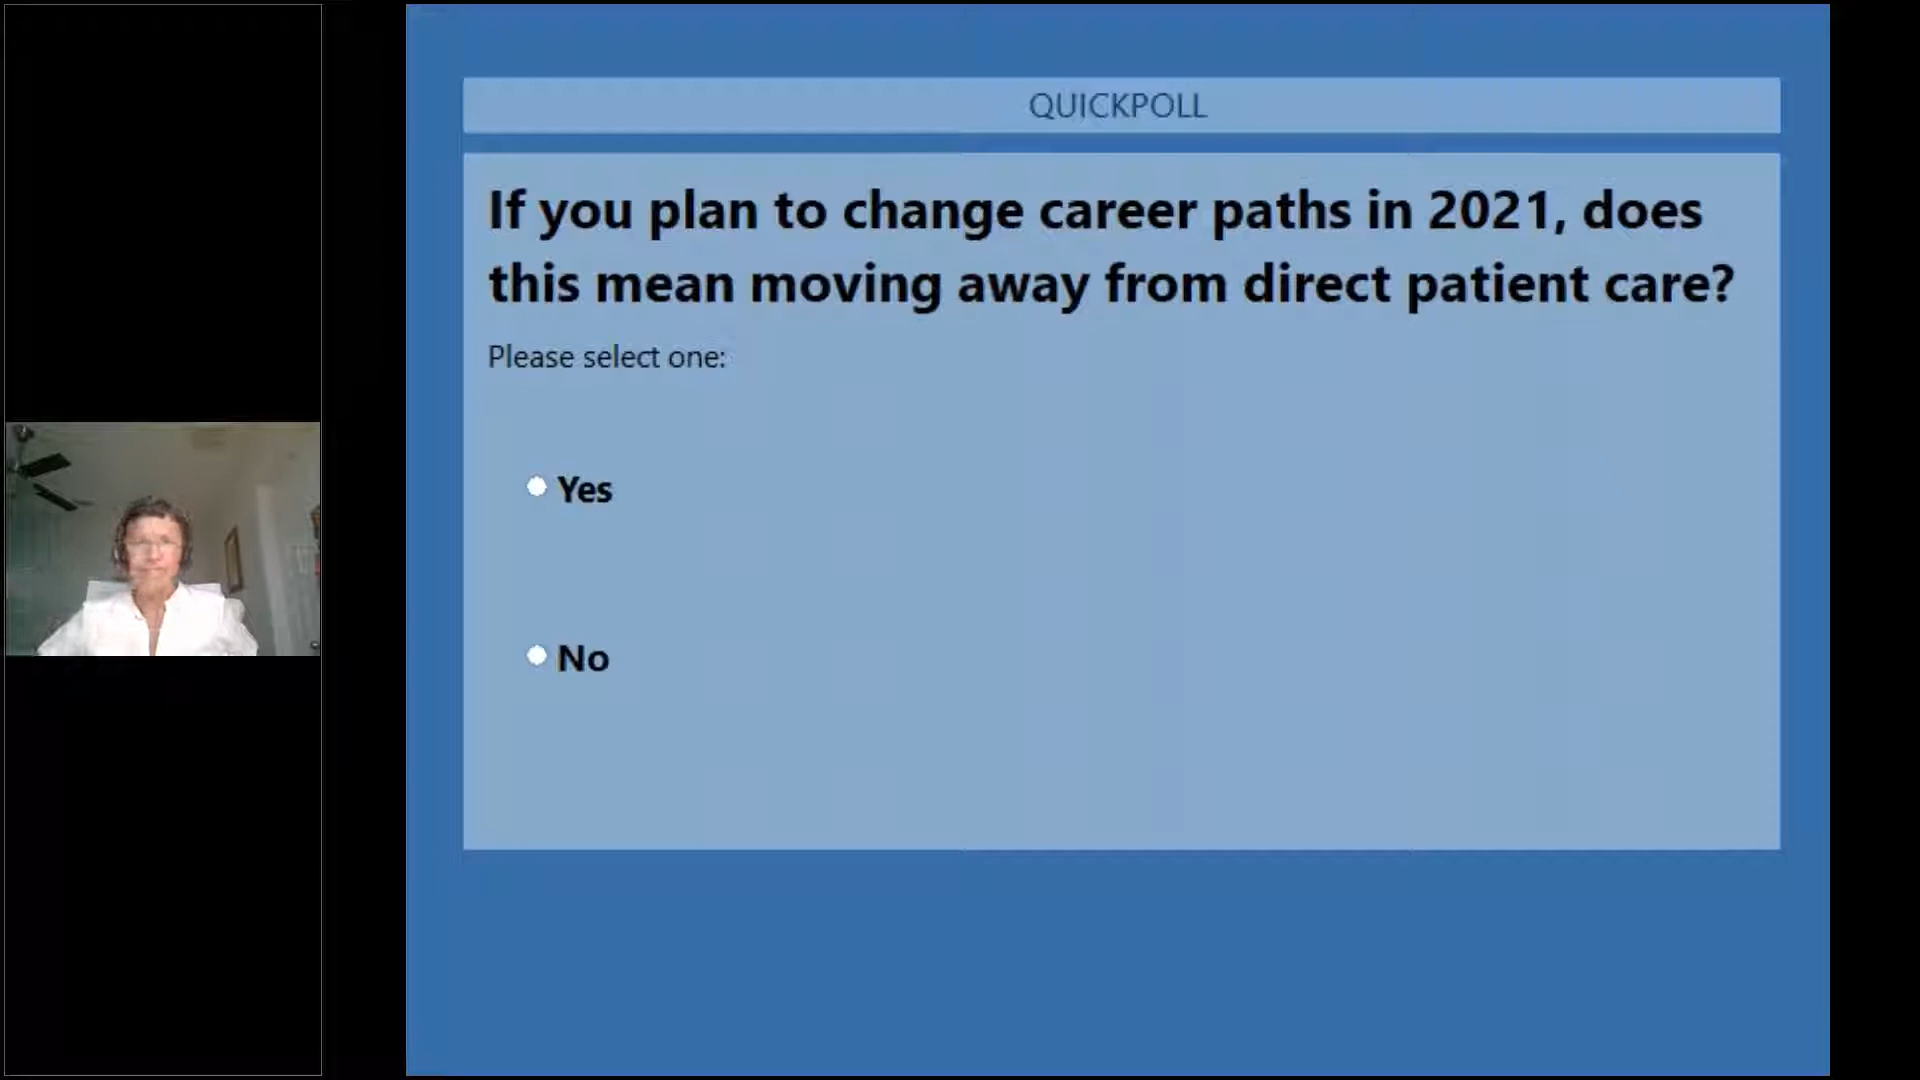 QUICKPOLL
If you plan to change career paths in 2021, does
this mean moving away from direct patient care?
Please select one:
Yes
No